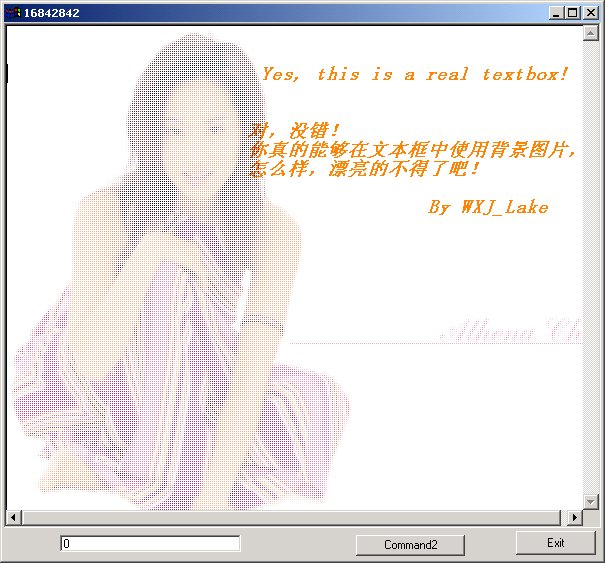 16842842
Yes, this is a real textbox!
对，没错！
你真的能够在文本框中使用背景图片，
怎么样，漂亮的不得了吧！
By WXJ_Lake
Athena Ch
0
Command2
Exit